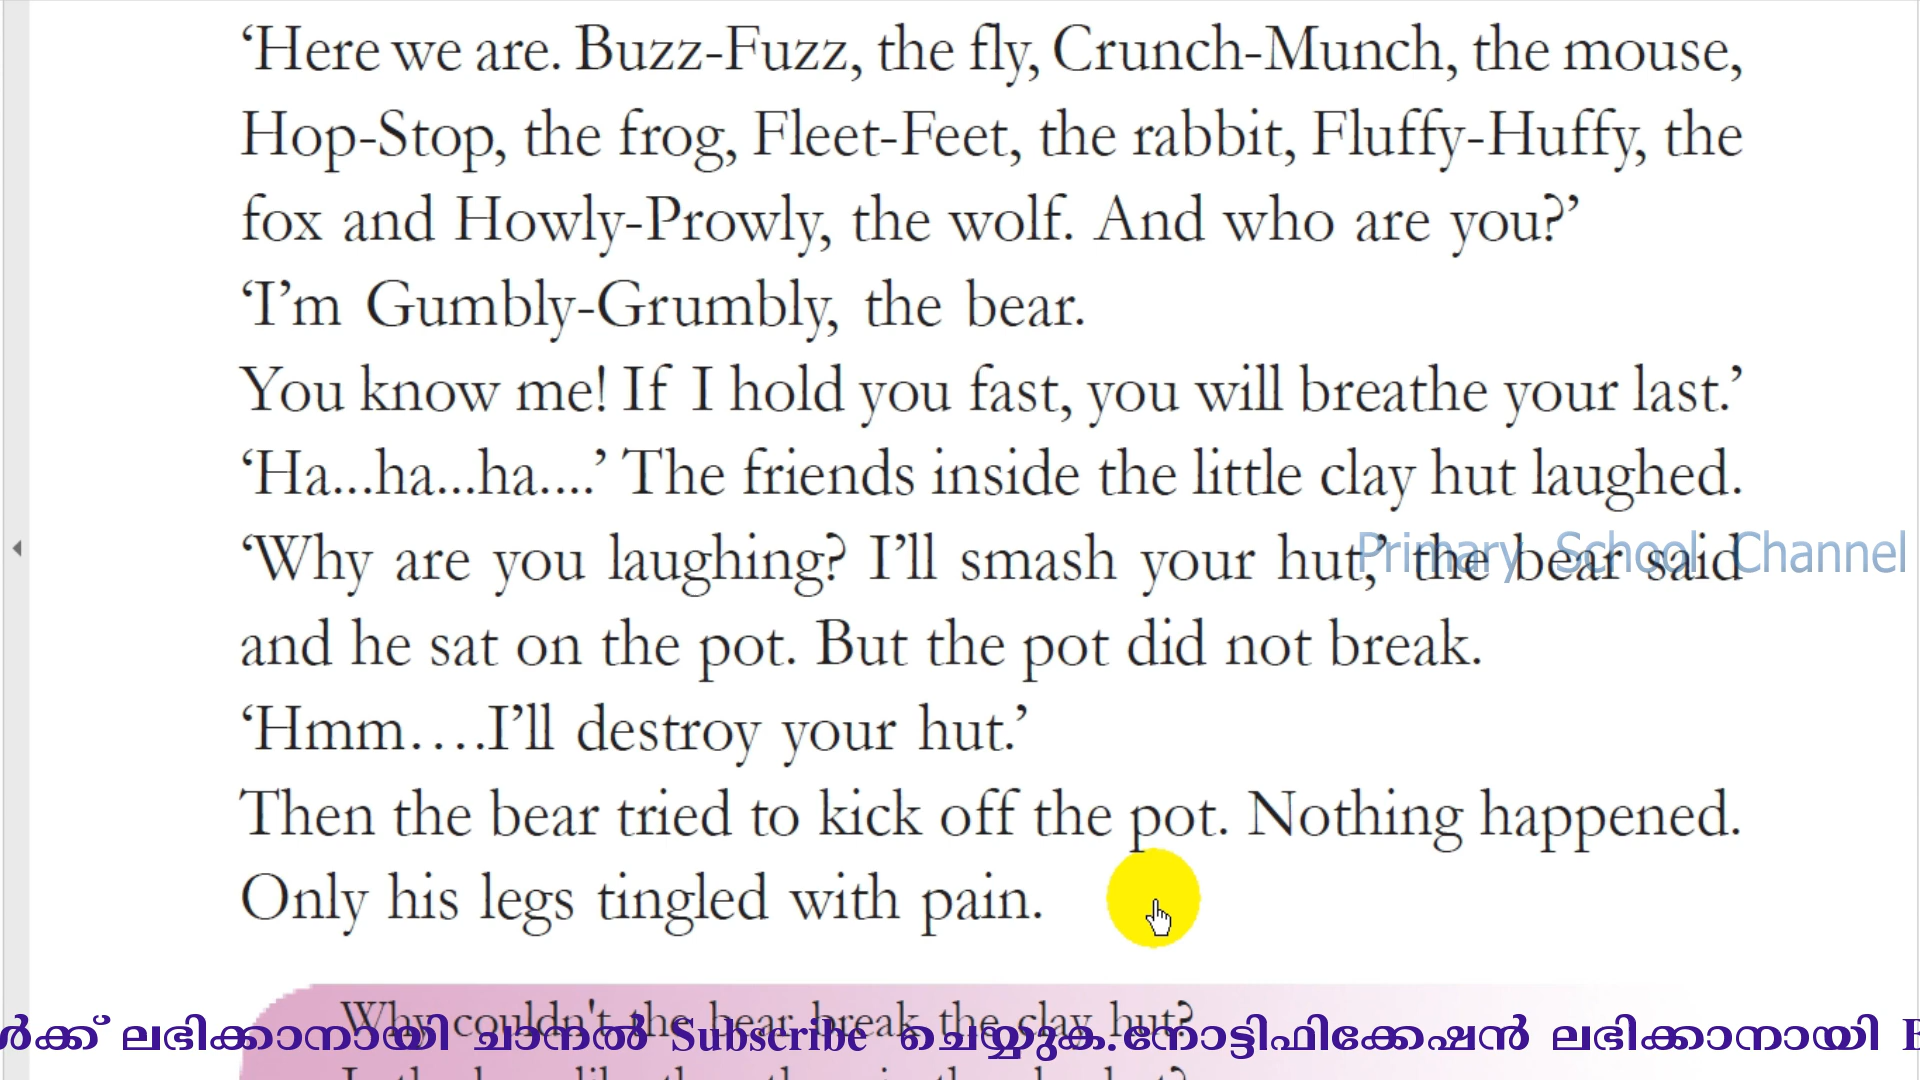 ‘Here we are. Buzz-Fuzz, the fly, Crunch-Munch, the mouse,
Hop-Stop, the frog, Fleet-Feet, the rabbit, Fluffy-Huffy, the
fox and Howly-Prowly, the wolf. And who are you?’
‘I’m Gumbly-Grumbly, the bear.
You know me! If I hold you fast, you will breathe your last.’
‘Ha...ha...ha....’ The friends inside the little clay hut laughed.
‘Why are you laughing? I’ll smash your hut,’ the bear said
Primary School Channel
and he sat on the pot. But the pot did not break.
‘Hmm….I’ll destroy your hut.’
Then the bear tried to kick off the pot. Nothing happened.
Only his legs tingled with pain.
Why couldn't the bear break the clay hut?
ൾക്ക് ലഭിക്കാനായി ചാനൽ Subscribe ചെയ്യുക.നോട്ടിഫിക്കേഷൻ ലഭിക്കാനായി